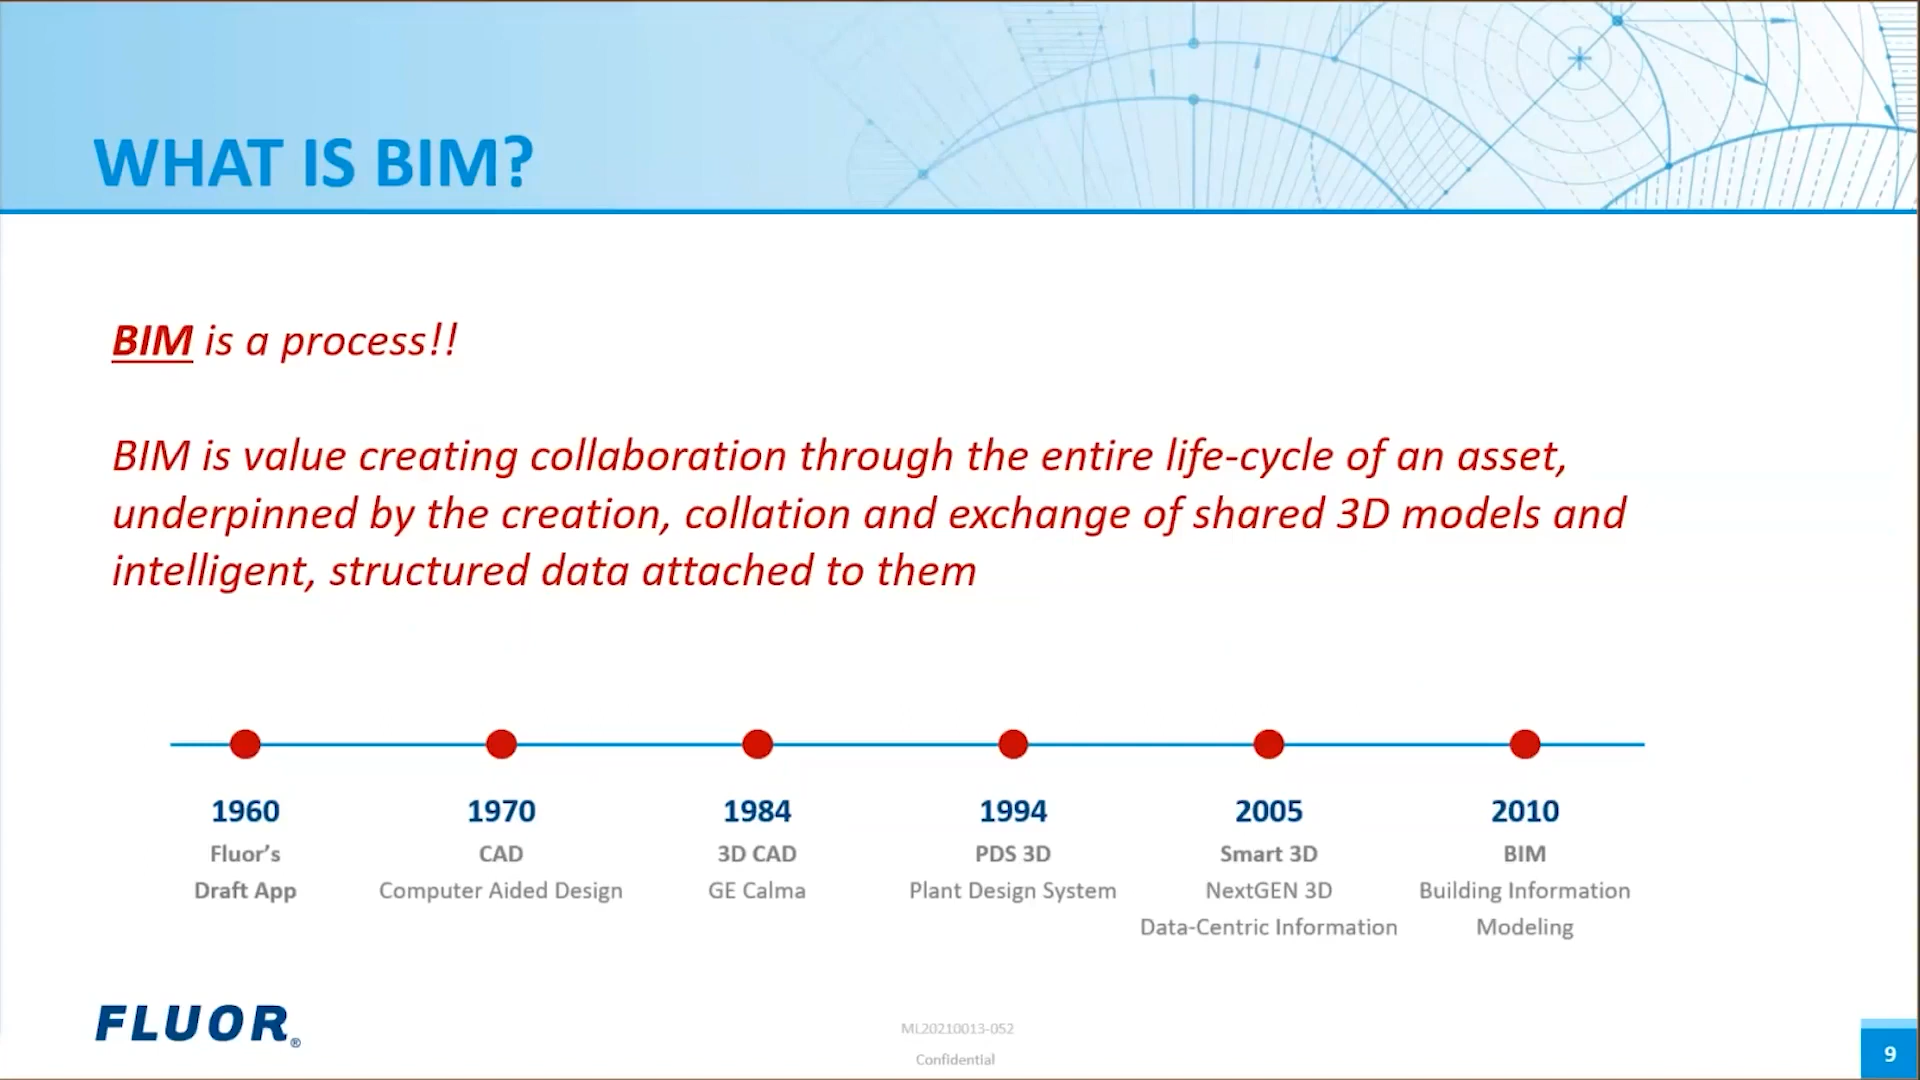 WHAT IS BIM?
BIM is a process!!
BIM is value creating collaboration through the entire life-cycle of an asset,
underpinned by the creation, collation and exchange of shared 3D models and
intelligent, structured data attached to them
1960
Fluor’s
Draft App
1970
CAD
Computer Aided Design
1984
3D CAD
GE Calma
1994
PDS 3D
Plant Design System
2005
Smart 3D
NextGEN 3D
Data-Centric Information
2010
BIM
Building Information
Modeling
FLUOR®
ML20210013-052
Confidential
9